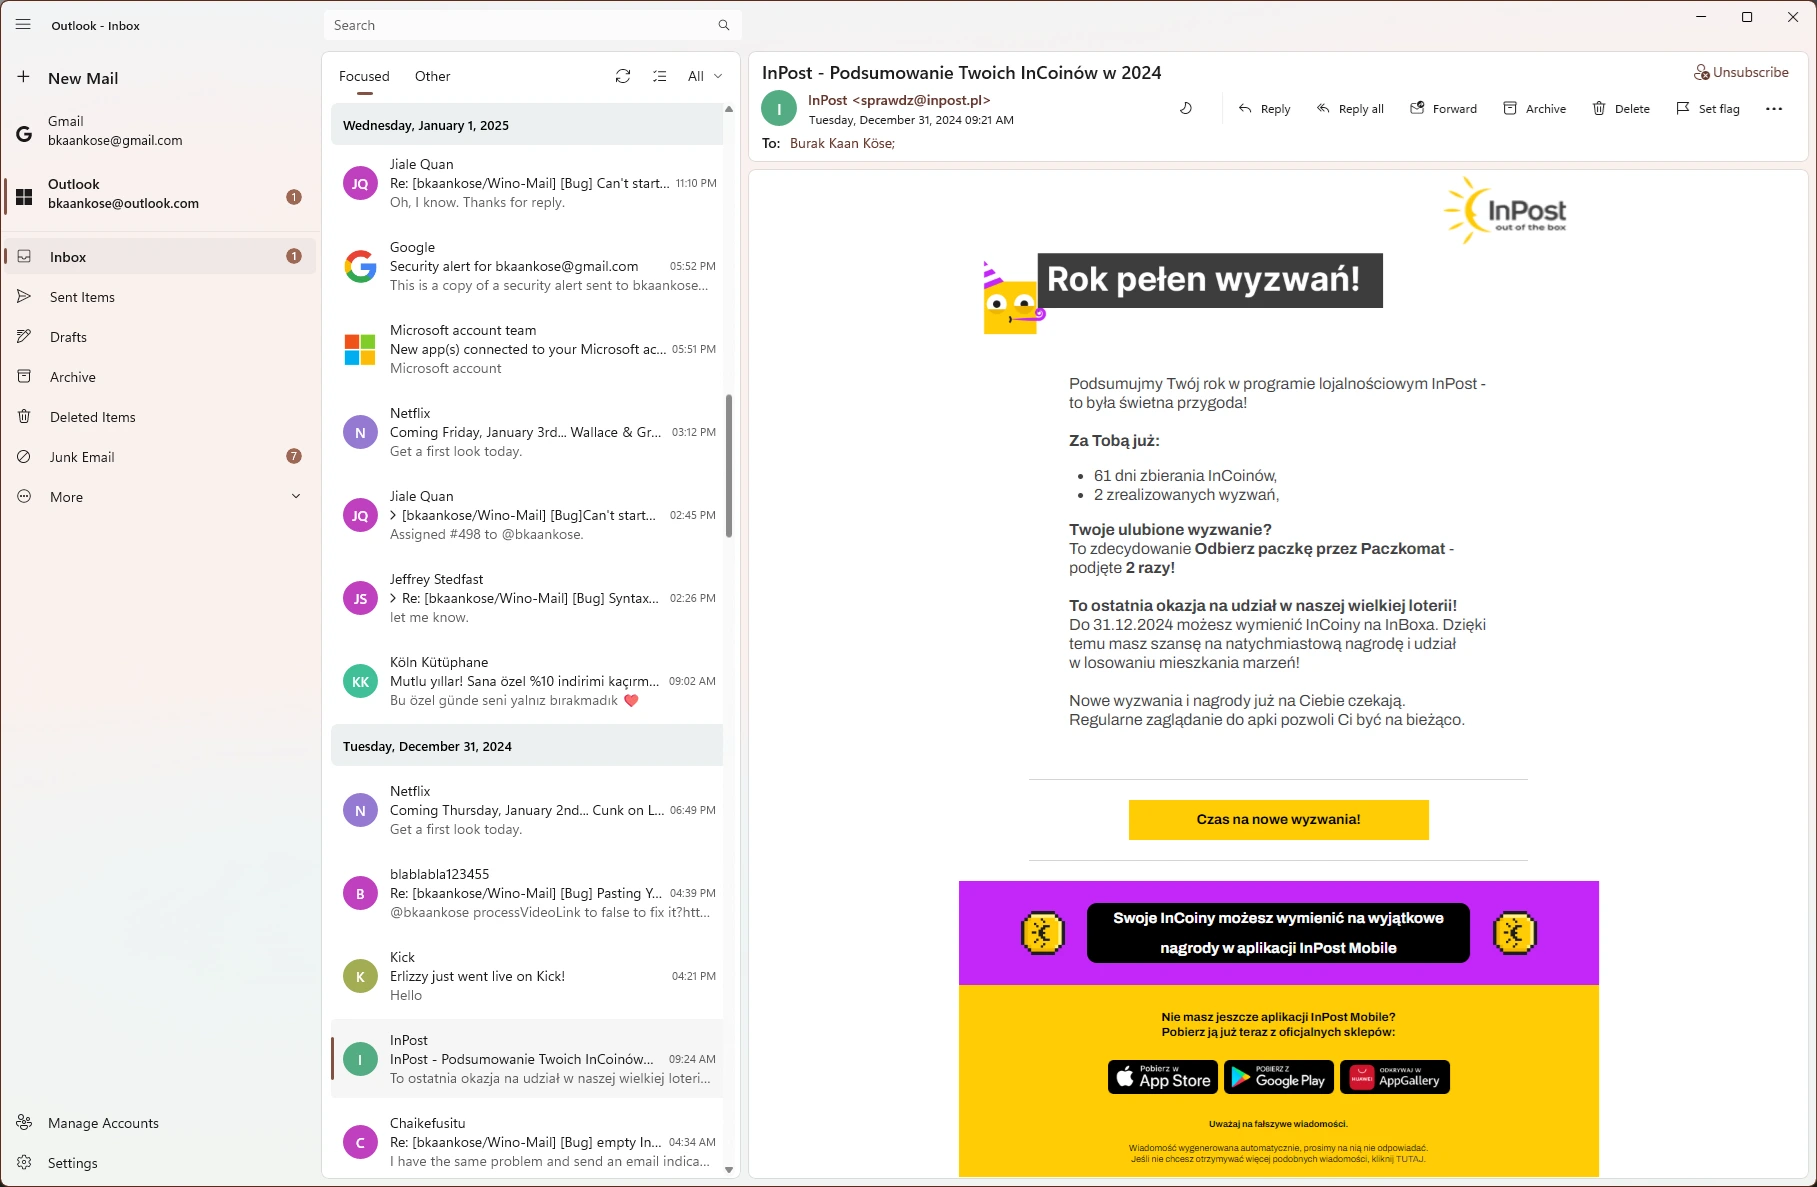 Outlook - Inbox
Search
New Mail
Gmail
bkaankose@gmail.com
Outlook
bkaankose@outlook.com
1
Inbox
1
Sent Items
Drafts
Archive
Deleted Items
Junk Email
7
More
Manage Accounts
Settings
Focused
Other
All
Wednesday, January 1, 2025
JQ
Jiale Quan
Re: [bkaankose/Wino-Mail] [Bug] Can't start... 11:10 PM
Oh, I know. Thanks for reply.
Google
Security alert for bkaankose@gmail.com 05:52 PM
This is a copy of a security alert sent to bkaankose...
Microsoft account team
New app(s) connected to your Microsoft ac... 05:51 PM
Microsoft account
N
Netflix
Coming Friday, January 3rd... Wallace & Gr... 03:12 PM
Get a first look today.
JQ
Jiale Quan
> [bkaankose/Wino-Mail] [Bug]Can't start... 02:45 PM
Assigned #498 to @bkaankose.
JS
Jeffrey Stedfast
> Re: [bkaankose/Wino-Mail] [Bug] Syntax... 02:26 PM
let me know.
KK
Köln Kütüphane
Mutlu yıllar! Sana özel %10 indirimi kaçırm... 09:02 AM
Bu özel günde seni yalnız bırakmadık ❤️
Tuesday, December 31, 2024
N
Netflix
Coming Thursday, January 2nd... Cunk on L... 06:49 PM
Get a first look today.
B
blablabla123455
Re: [bkaankose/Wino-Mail] [Bug] Pasting Y... 04:39 PM
@bkaankose processVideoLink to false to fix it?htt...
K
Kick
Erlizzy just went live on Kick! 04:21 PM
Hello
I
InPost
InPost - Podsumowanie Twoich InCoinów... 09:24 AM
To ostatnia okazja na udział w naszej wielkiej loteri...
C
Chaikefusitu
Re: [bkaankose/Wino-Mail] [Bug] empty In... 04:34 AM
I have the same problem and send an email indica...
InPost - Podsumowanie Twoich InCoinów w 2024
Unsubscribe
I
InPost <sprawdz@inpost.pl>
Tuesday, December 31, 2024 09:21 AM
Reply
Reply all
Forward
Archive
Delete
Set flag
To: Burak Kaan Köse;
InPost
out of the box
Rok pełen wyzwań!
Podsumujmy Twój rok w programie lojalnościowym InPost -
to była świetna przygoda!
Za Tobą już:
• 61 dni zbierania InCoinów,
• 2 zrealizowanych wyzwań,
Twoje ulubione wyzwanie?
To zdecydowanie Odbierz paczkę przez Paczkomat -
podjęte 2 razy!
To ostatnia okazja na udział w naszej wielkiej loterii!
Do 31.12.2024 możesz wymienić InCoiny na InBoxa. Dzięki
temu masz szansę na natychmiastową nagrodę i udział
w losowaniu mieszkania marzeń!
Nowe wyzwania i nagrody już na Ciebie czekają.
Regularne zaglądanie do apki pozwoli Ci być na bieżąco.
Czas na nowe wyzwania!
Swoje InCoiny możesz wymienić na wyjątkowe
nagrody w aplikacji InPost Mobile
Nie masz jeszcze aplikacji InPost Mobile?
Pobierz ją już teraz z oficjalnych sklepów:
Pobierz w
App Store
POBIERZ Z
Google Play
HUAWEI
ODKRYWAJ W
AppGallery
Uważaj na fałszywe wiadomości.
Wiadomość wygenerowana automatycznie, prosimy na nią nie odpowiadać.
Jeśli nie chcesz otrzymywać więcej podobnych wiadomości, kliknij TUTAJ.